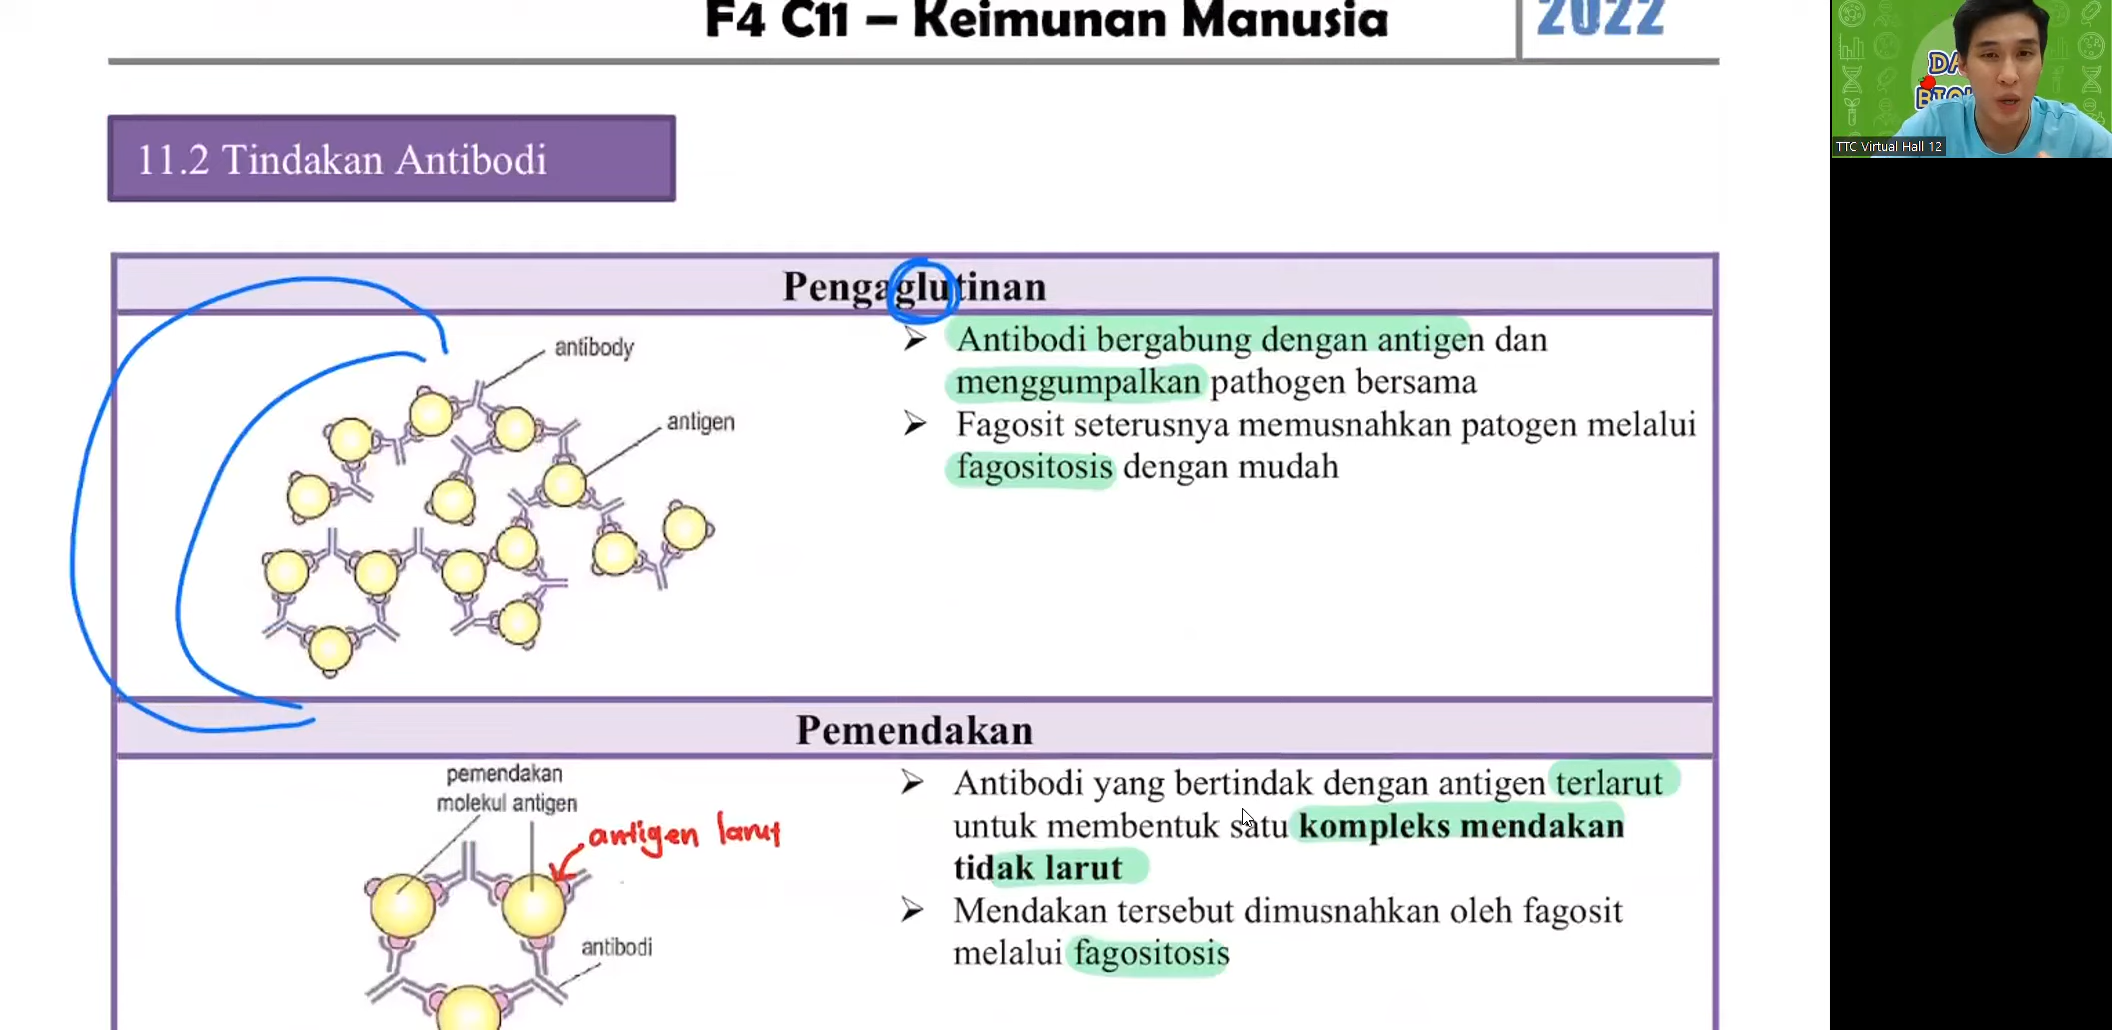 F4 C11 – Keimunan Manusia
2022
TTC Virtual Hall 12
11.2 Tindakan Antibodi
Pengaglutinan
antibody
antigen
➢ Antibodi bergabung dengan antigen dan
menggumpalkan pathogen bersama
➢ Fagosit seterusnya memusnahkan patogen melalui
fagositosis dengan mudah
Pemendakan
pemendakan
molekul antigen
antigen larut
antibodi
➢ Antibodi yang bertindak dengan antigen terlarut
untuk membentuk satu kompleks mendakan
tidak larut
➢ Mendakan tersebut dimusnahkan oleh fagosit
melalui fagositosis